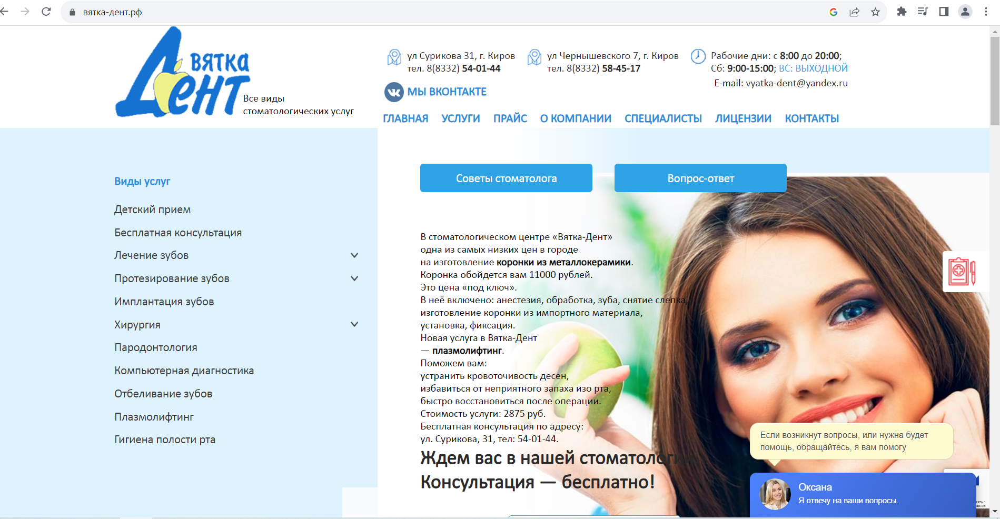 вятка-дент.рф
ВЯТКА
Дент
Все виды
стоматологических услуг
ул Сурикова 31, г. Киров
тел. 8(8332) 54-01-44
ул Чернышевского 7, г. Киров
тел. 8(8332) 58-45-17
Рабочие дни: с 8:00 до 20:00;
Сб: 9:00-15:00; ВС: ВЫХОДНОЙ
E-mail: vyatka-dent@yandex.ru
МЫ ВКОНТАКТЕ
ГЛАВНАЯ УСЛУГИ ПРАЙС О КОМПАНИИ СПЕЦИАЛИСТЫ ЛИЦЕНЗИИ КОНТАКТЫ
Виды услуг
Детский прием
Бесплатная консультация
Лечение зубов
Протезирование зубов
Имплантация зубов
Хирургия
Пародонтология
Компьютерная диагностика
Отбеливание зубов
Плазмолифтинг
Гигиена полости рта
Советы стоматолога
Вопрос-ответ
В стоматологическом центре «Вятка-Дент»
одна из самых низких цен в городе
на изготовление коронки из металлокерамики.
Коронка обойдется вам 11000 рублей.
Это цена «под ключ».
В неё включено: анестезия, обработка, зуба, снятие слепка,
изготовление коронки из импортного материала,
установка, фиксация.
Новая услуга в Вятка-Дент
— плазмолифтинг.
Поможем вам:
устранить кровоточивость десен,
избавиться от неприятного запаха изо рта,
быстро восстановиться после операции.
Стоимость услуги: 2875 руб.
Бесплатная консультация по адресу:
ул. Сурикова, 31, тел: 54-01-44.
Ждем вас в нашей стоматологии.
Консультация — бесплатно!
Если возникнут вопросы, или нужна будет
помощь, обращайтесь, я вам помогу
Оксана
Я отвечу на ваши вопросы.